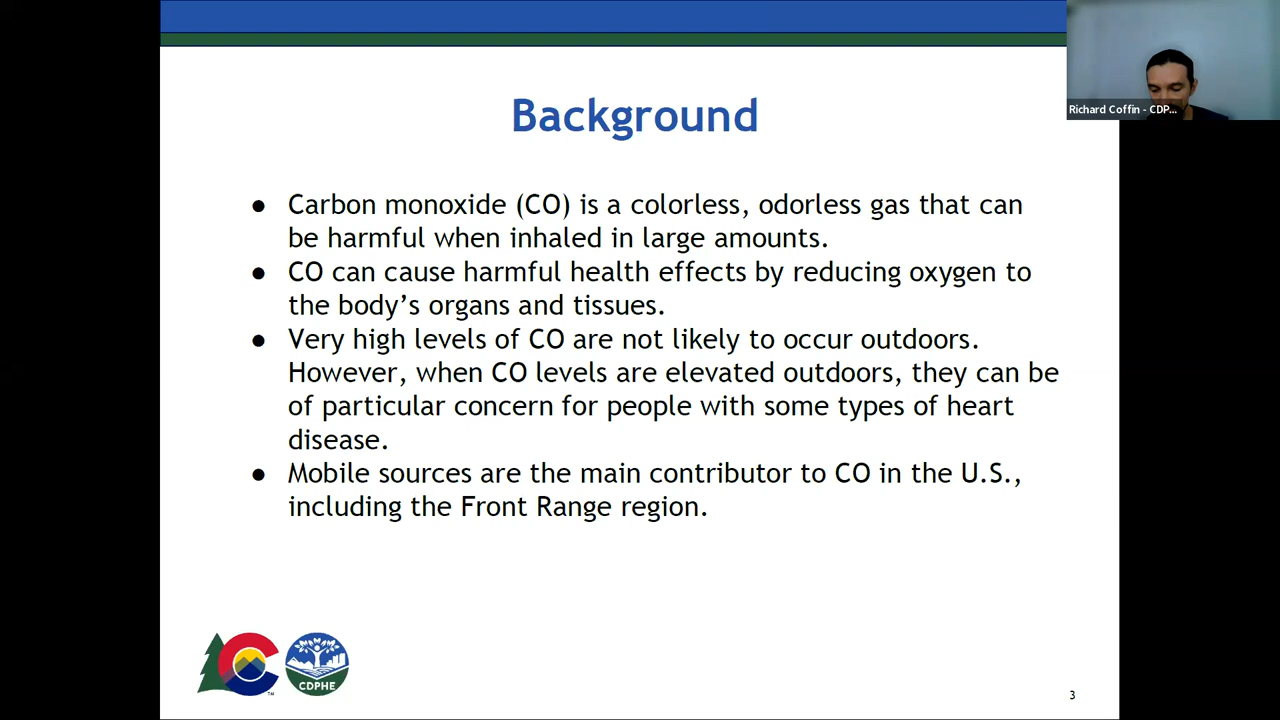 Richard Coffin - CDP...
Background
● Carbon monoxide (CO) is a colorless, odorless gas that can
be harmful when inhaled in large amounts.
● CO can cause harmful health effects by reducing oxygen to
the body’s organs and tissues.
● Very high levels of CO are not likely to occur outdoors.
However, when CO levels are elevated outdoors, they can be
of particular concern for people with some types of heart
disease.
● Mobile sources are the main contributor to CO in the U.S.,
including the Front Range region.
TM
CDPHE
3